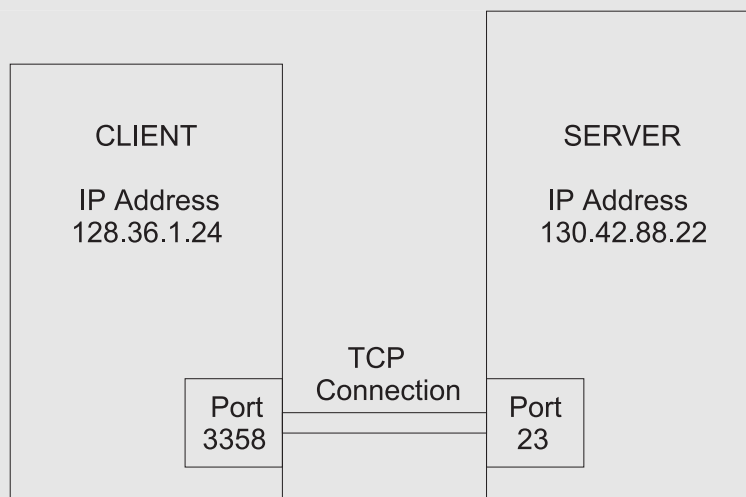 CLIENT
IP Address
128.36.1.24
SERVER
IP Address
130.42.88.22
TCP
Connection
Port
3358
Port
23